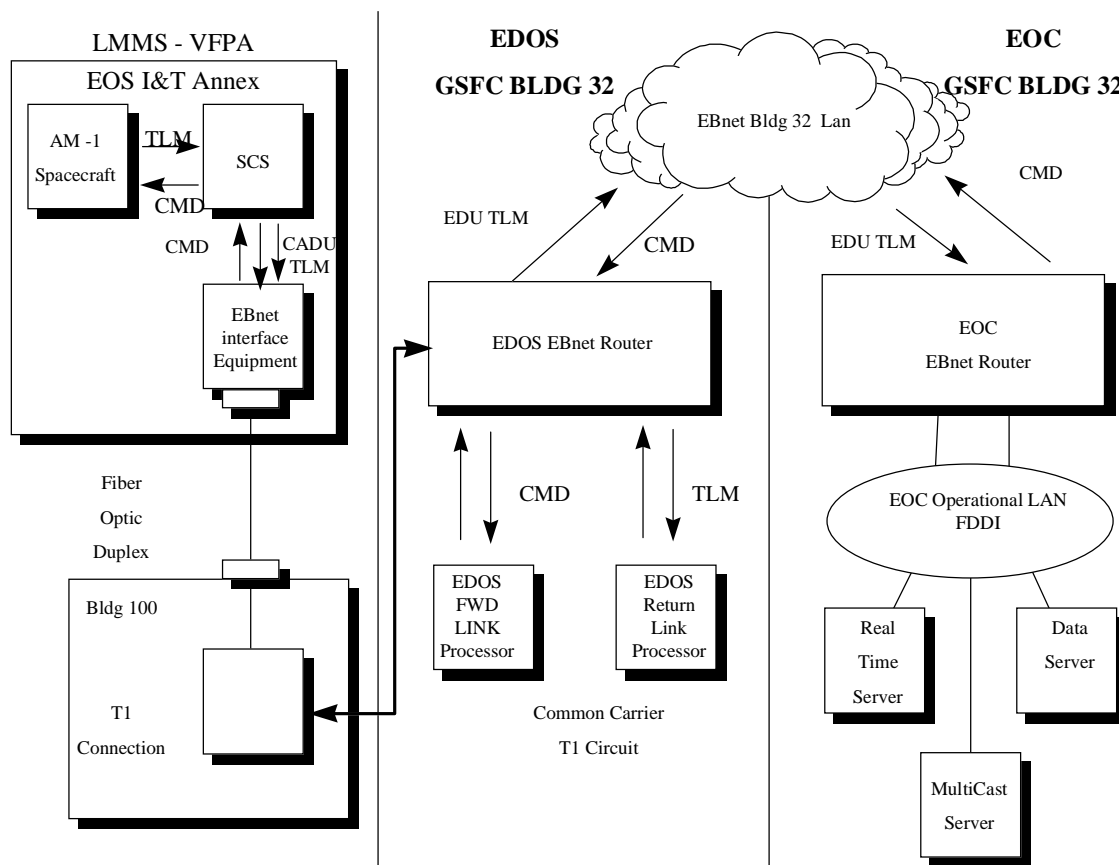 LMMS - VFPA
EOS I&T Annex
AM -1
Spacecraft
TLM
CMD
SCS
CMD
CADU
TLM
EBnet
interface
Equipment
Fiber
Optic
Duplex
Bldg 100
T1
Connection
EDOS
GSFC BLDG 32
EBnet Bldg 32 Lan
EDU TLM
CMD
EDOS EBnet Router
CMD
TLM
EDOS
FWD
LINK
Processor
EDOS
Return
Link
Processor
Common Carrier
T1 Circuit
EOC
GSFC BLDG 32
CMD
EDU TLM
EOC
EBnet Router
EOC Operational LAN
FDDI
Real
Time
Server
Data
Server
MultiCast
Server